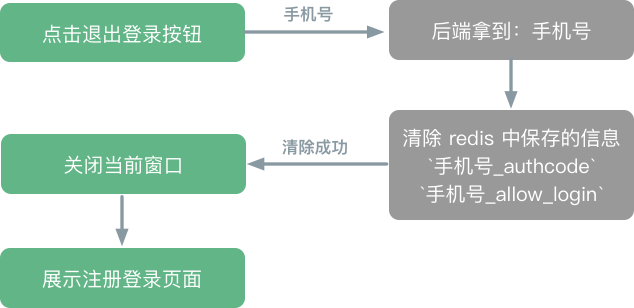 点击退出登录按钮
手机号
后端拿到：手机号
清除 redis 中保存的信息
`手机号_authcode`
`手机号_allow_login`
清除成功
关闭当前窗口
展示注册登录页面